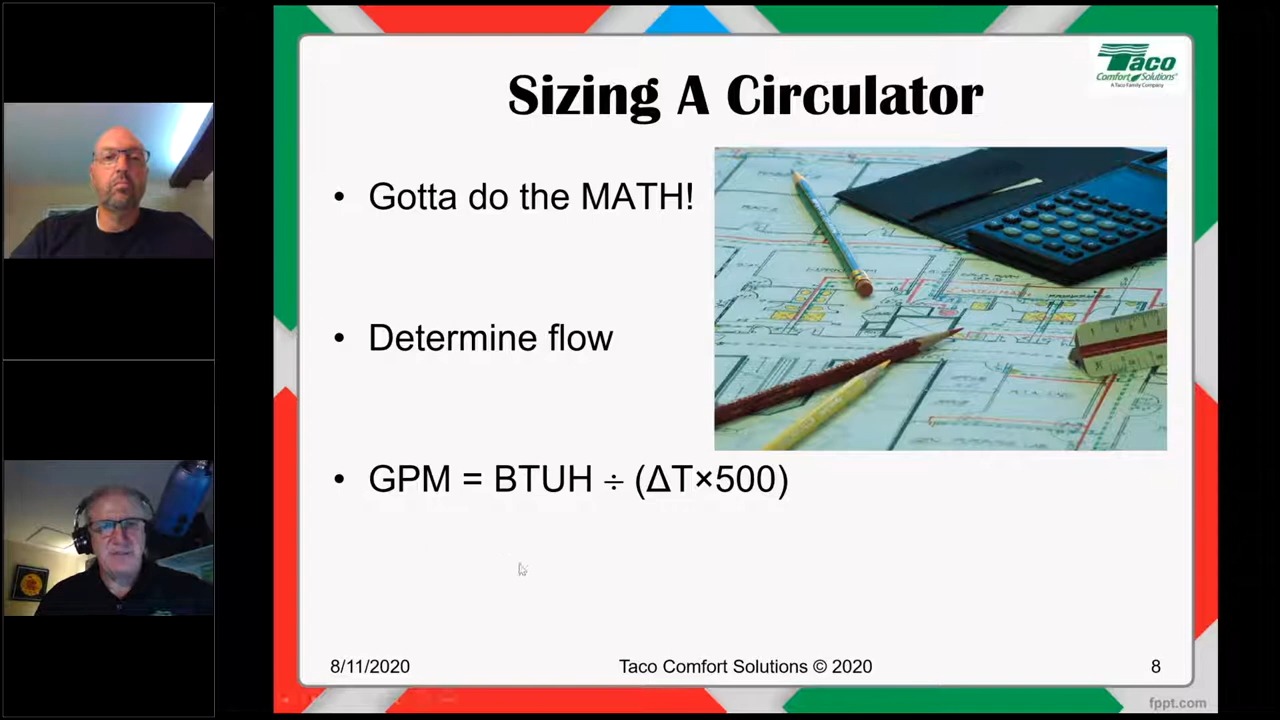 Taco
Comfort Solutions®
A Taco Family Company
Sizing A Circulator
• Gotta do the MATH!
• Determine flow
• GPM = BTUH ÷ (ΔT×500)
8/11/2020
Taco Comfort Solutions © 2020
8
fppt.com